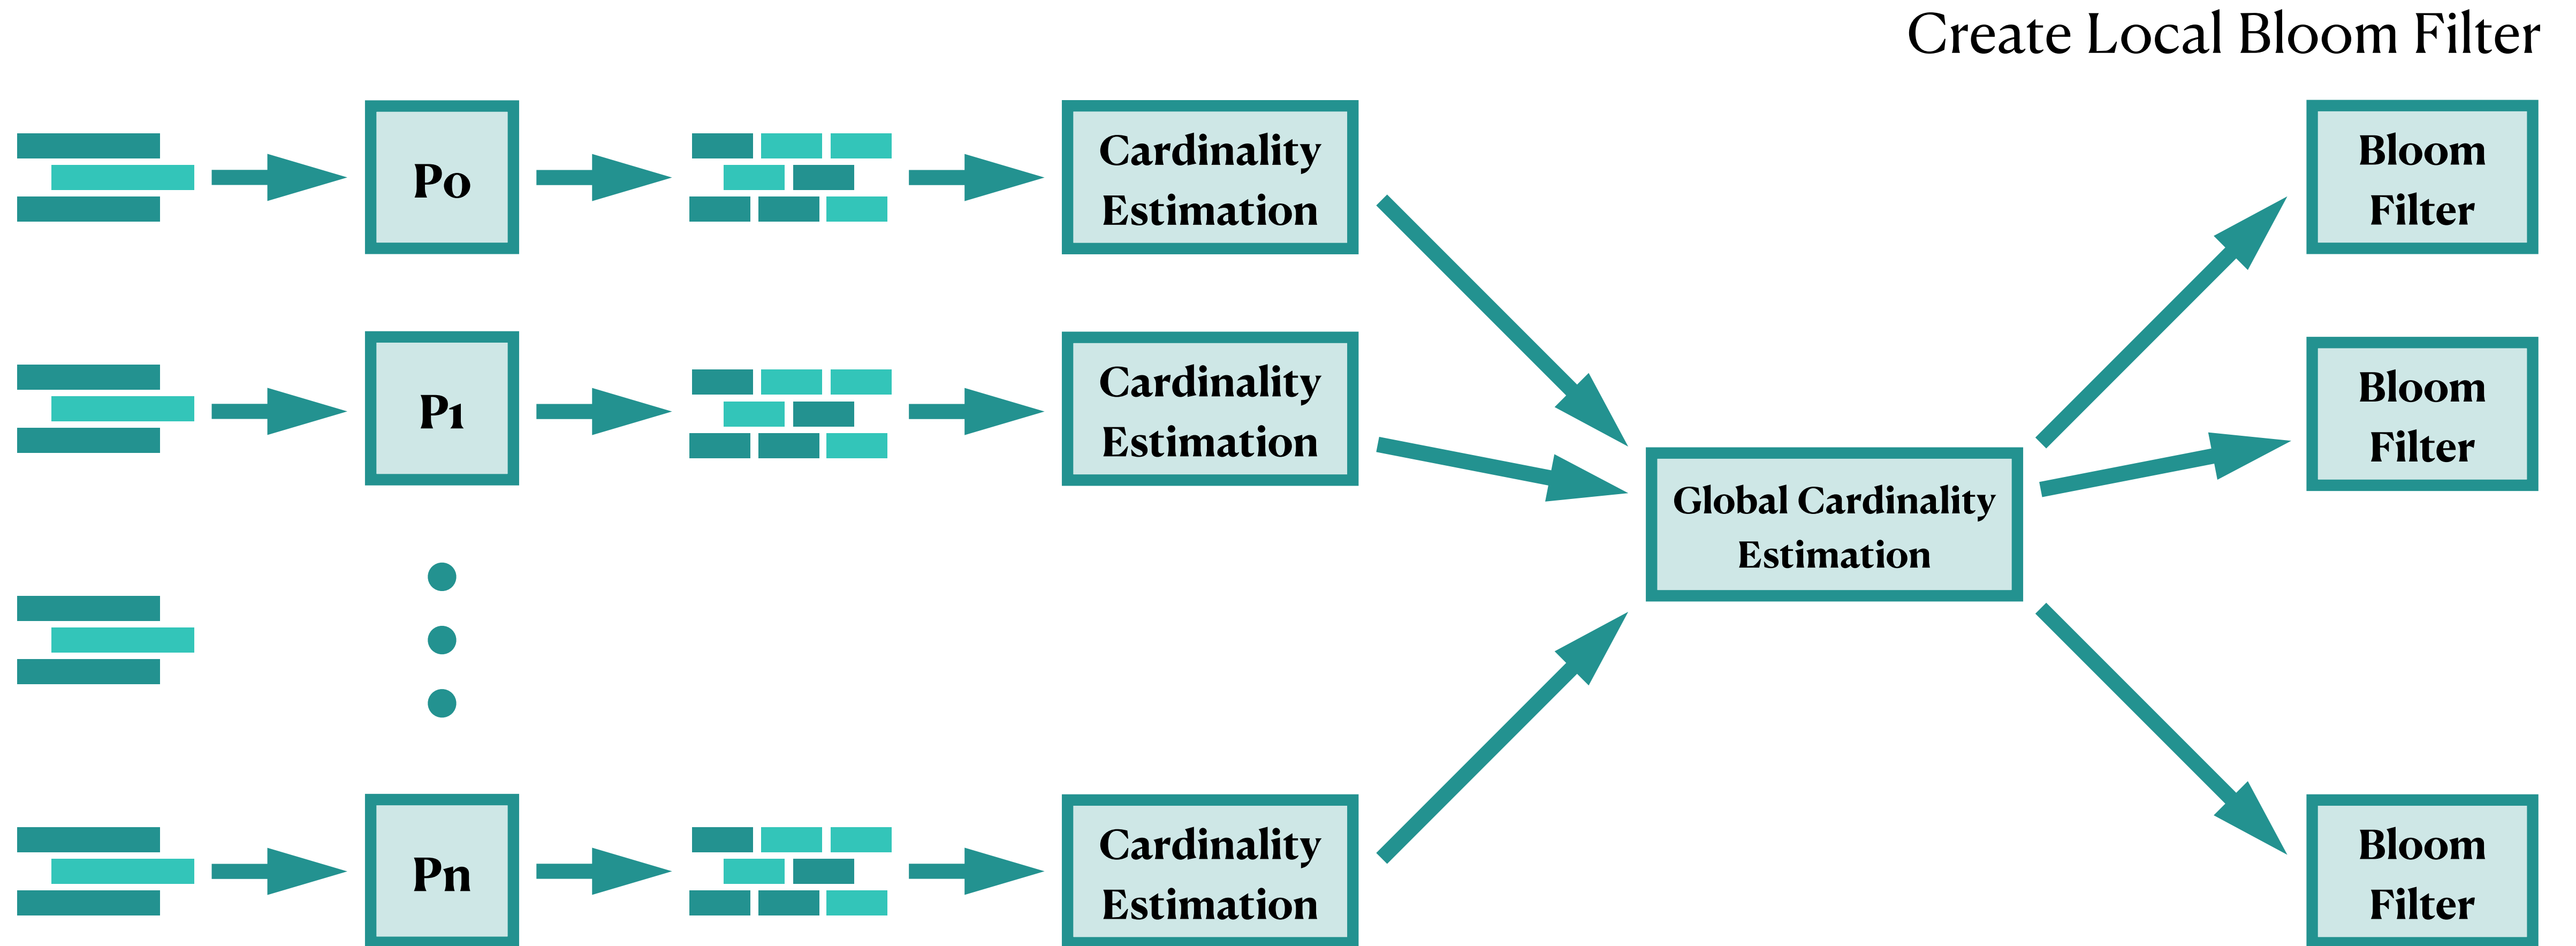 Create Local Bloom Filter
P0
Cardinality
Estimation
Bloom
Filter
P1
Cardinality
Estimation
Bloom
Filter
Global Cardinality
Estimation
Pn
Cardinality
Estimation
Bloom
Filter